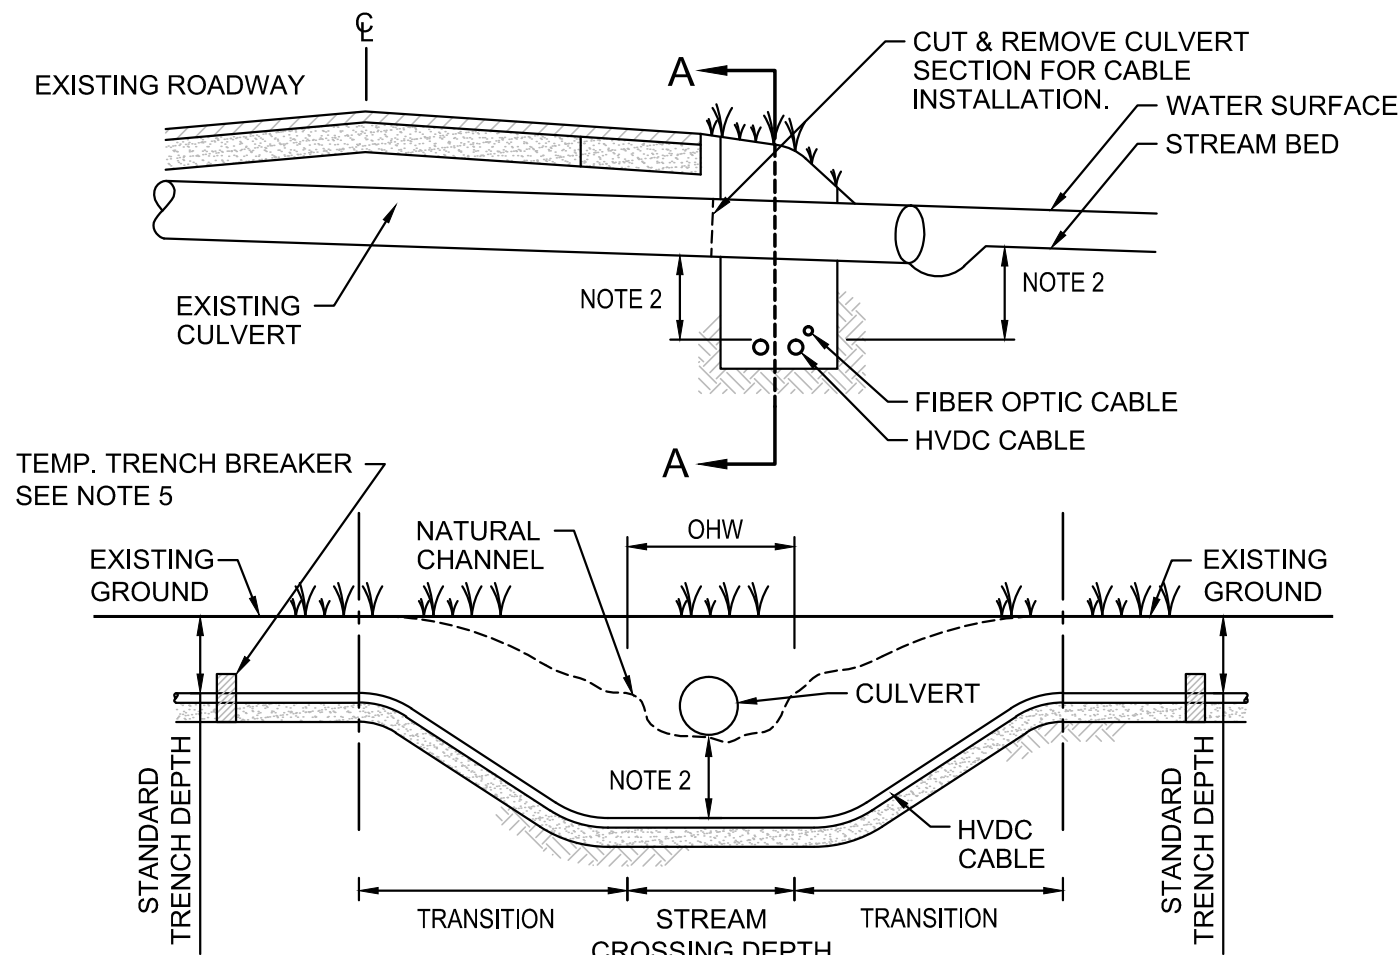 ℄
EXISTING ROADWAY
A
CUT & REMOVE CULVERT
SECTION FOR CABLE
INSTALLATION.
WATER SURFACE
STREAM BED
EXISTING
CULVERT
NOTE 2
NOTE 2
FIBER OPTIC CABLE
HVDC CABLE
A
TEMP. TRENCH BREAKER
SEE NOTE 5
EXISTING
GROUND
NATURAL
CHANNEL
OHW
EXISTING
GROUND
CULVERT
NOTE 2
HVDC
CABLE
STANDARD
TRENCH DEPTH
STANDARD
TRENCH DEPTH
TRANSITION
STREAM
CROSSING DEPTH
TRANSITION